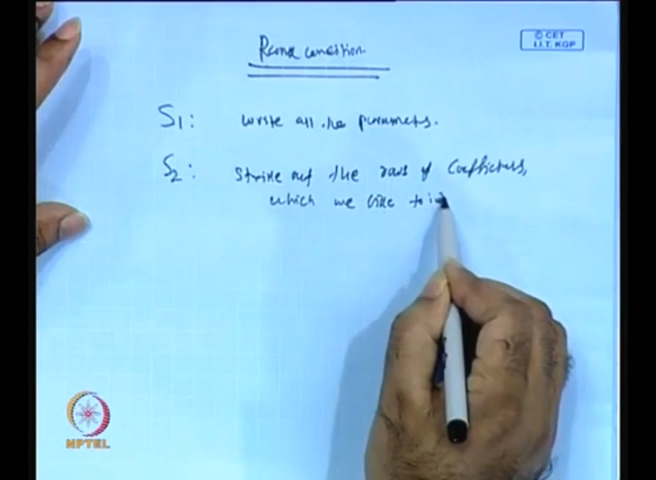 Rank condition
© CET
I.I.T. KGP
S1: write all the parameters.
S2: Strike out the rows of Coefficients,
which we like to i
NPTEL